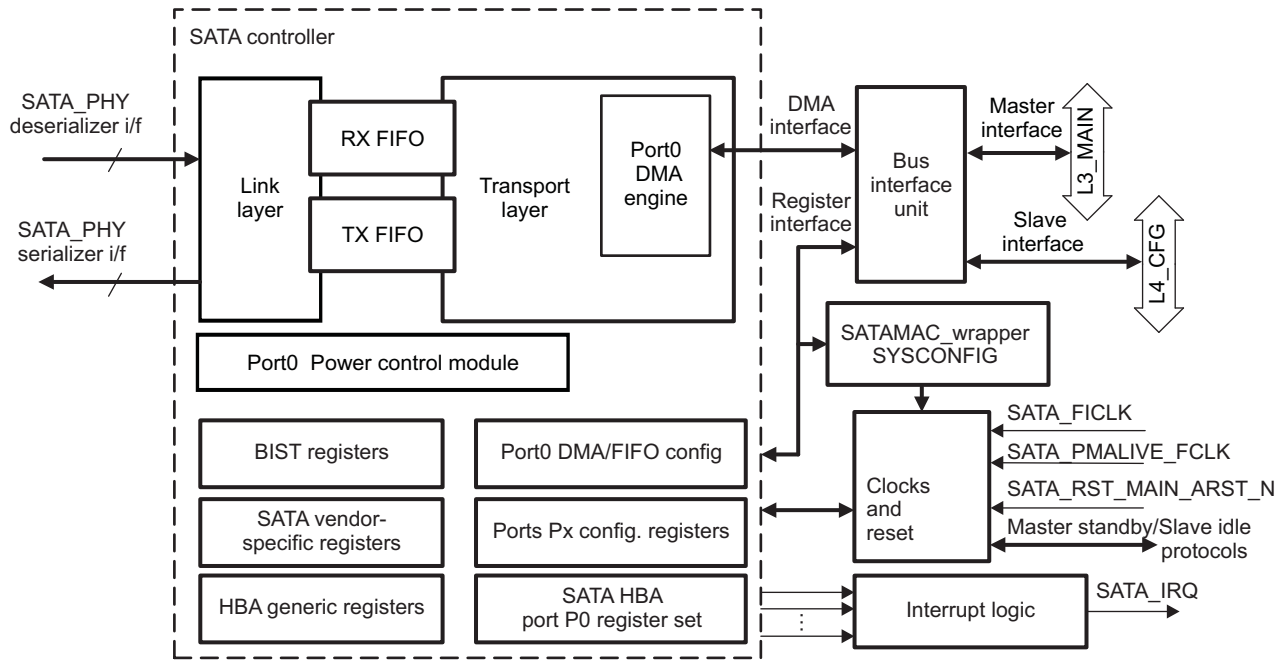 SATA controller
SATA_PHY
deserializer i/f
SATA_PHY
serializer i/f
Link
layer
RX FIFO
TX FIFO
Transport
layer
Port0
DMA
engine
DMA
interface
Register
interface
Bus
interface
unit
Master
interface
L3_MAIN
Slave
interface
L4_CFG
Port0 Power control module
SATAMAC_wrapper
SYSCONFIG
BIST registers
Port0 DMA/FIFO config
SATA vendor-
specific registers
Ports Px config. registers
HBA generic registers
SATA HBA
port P0 register set
Clocks
and
reset
SATA_FICLK
SATA_PMALIVE_FCLK
SATA_RST_MAIN_ARST_N
Master standby/Slave idle
protocols
Interrupt logic
SATA_IRQ